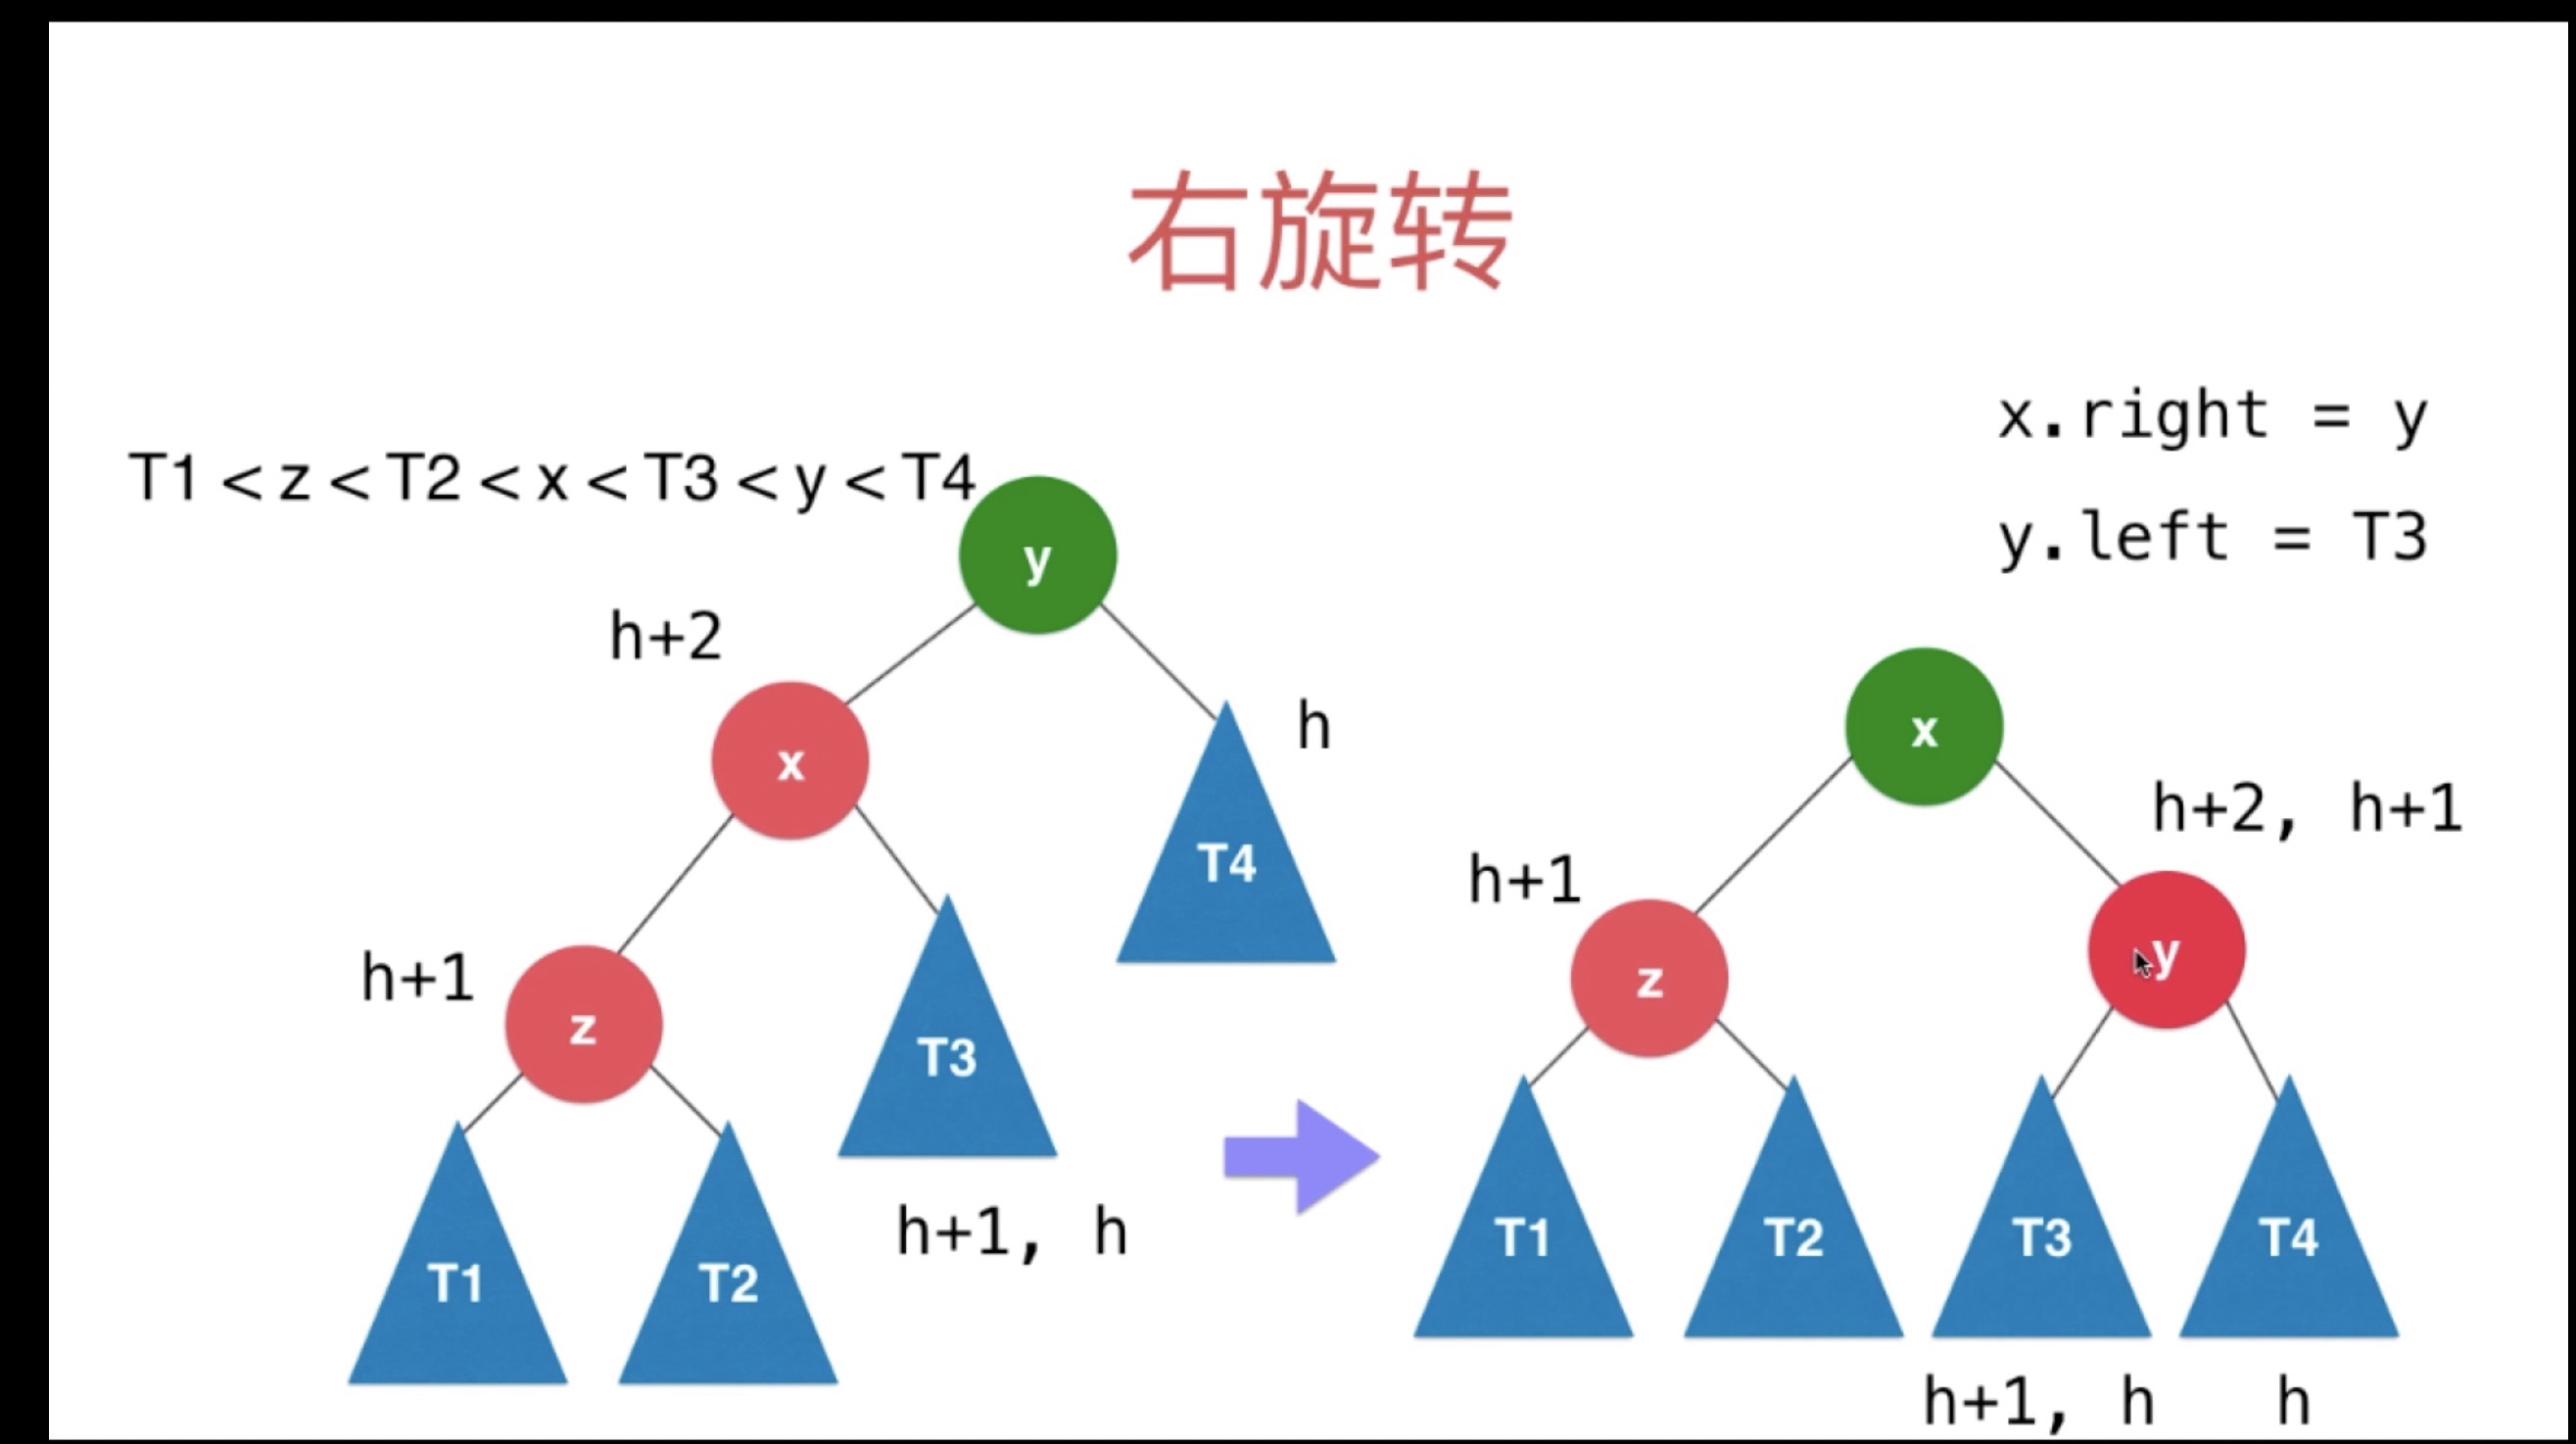 右旋转
x.right = y
T1 < z < T2 < x < T3 < y < T4
y.left = T3
y
h+2
h
x
x
h+2, h+1
T4
h+1
y
h+1
z
z
T3
h+1, h
T1
T2
T3
T4
T1
T2
h+1, h
h